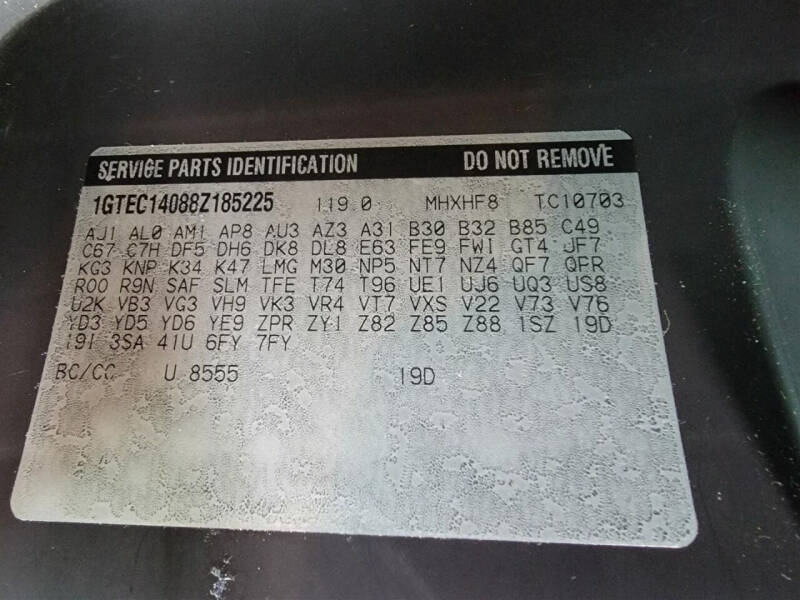 SERVICE PARTS IDENTIFICATION DO NOT REMOVE
1GTEC14088Z185225 119.0 MHXHF8 TC10703
AJ1 AL0 AM1 AP8 AU3 AZ3 A31 B30 B32 B85 C49
C67 C7H DF5 DH6 DK8 DL8 E63 FE9 FW1 GT4 JF7
KG3 KNP K34 K47 LMG M30 NP5 NT7 NZ4 QF7 QPR
R00 R9N SAF SLM TFE T74 T96 UE1 UJ6 UQ3 US8
U2K VB3 VG3 VH9 VK3 VR4 VT7 VXS V22 V73 V76
YD3 YD5 YD6 YE9 ZPR ZY1 Z82 Z85 Z88 1SZ 19D
19I 3SA 41U 6FY 7FY
BC/CC U 8555 19D